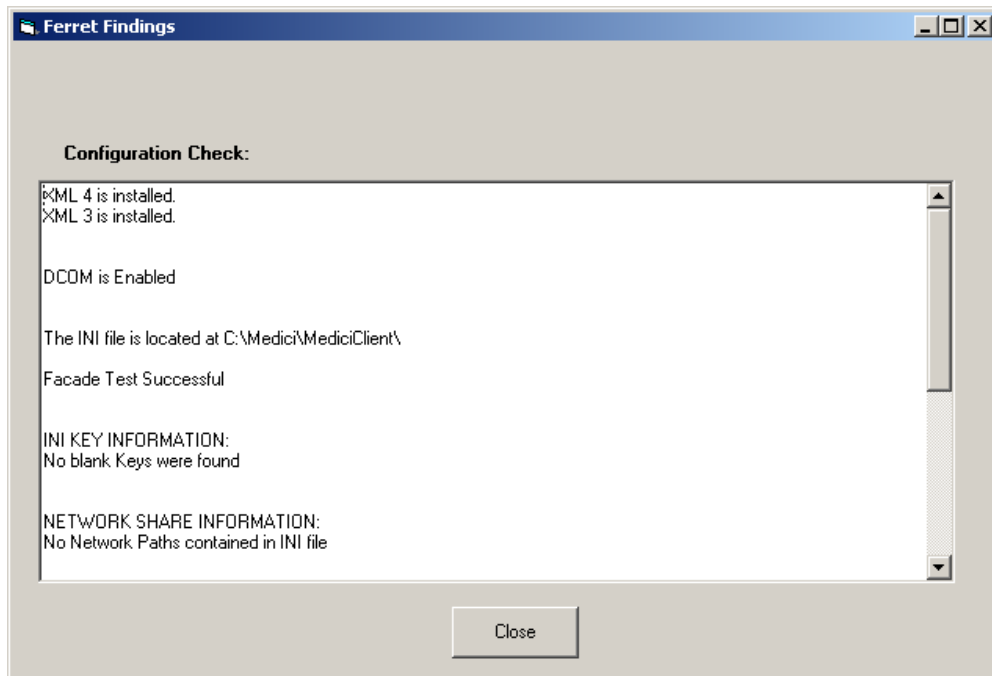 Ferret Findings
Configuration Check:
XML 4 is installed.
XML 3 is installed.
DCOM is Enabled
The INI file is located at C:\Medici\MediciClient\
Facade Test Successful
INI KEY INFORMATION:
No blank Keys were found
NETWORK SHARE INFORMATION:
No Network Paths contained in INI file
Close